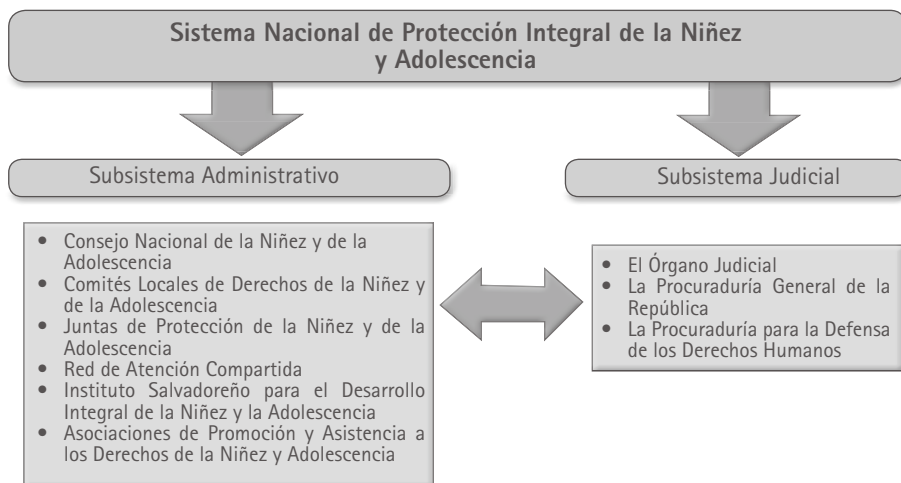 Sistema Nacional de Protección Integral de la Niñez
y Adolescencia
Subsistema Administrativo
Subsistema Judicial
• Consejo Nacional de la Niñez y de la
Adolescencia
• Comités Locales de Derechos de la Niñez y
de la Adolescencia
• Juntas de Protección de la Niñez y de la
Adolescencia
• Red de Atención Compartida
• Instituto Salvadoreño para el Desarrollo
Integral de la Niñez y la Adolescencia
• Asociaciones de Promoción y Asistencia a
los Derechos de la Niñez y Adolescencia
• El Órgano Judicial
• La Procuraduría General de la
República
• La Procuraduría para la Defensa
de los Derechos Humanos